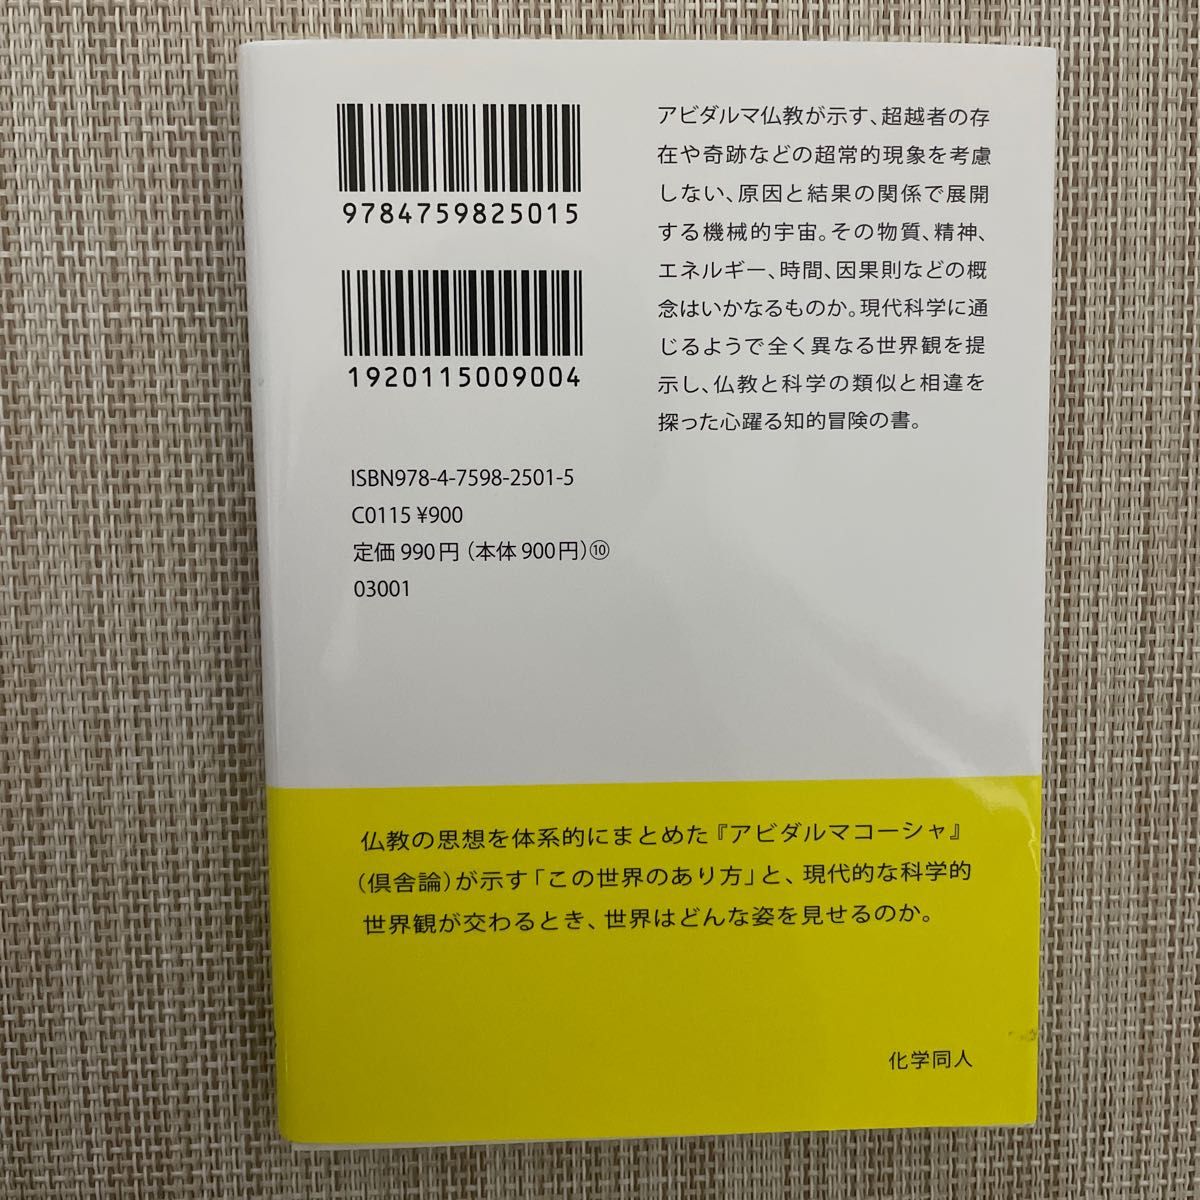 9784759825015
1920115009004
ISBN978-4-7598-2501-5
C0115 ¥900
定価 990円（本体 900円）⑩
03001
アビダルマ仏教が示す、超越者の存
在や奇跡などの超常的現象を考慮
しない、原因と結果の関係で展開
する機械的宇宙。その物質、精神、
エネルギー、時間、因果則などの概
念はいかなるものか。現代科学に通
じるようで全く異なる世界観を提
示し、仏教と科学の類似と相違を
探った心躍る知的冒険の書。
仏教の思想を体系的にまとめた『アビダルマコーシャ』
（倶舎論）が示す「この世界のあり方」と、現代的な科学的
世界観が交わるとき、世界はどんな姿を見せるのか。
化学同人